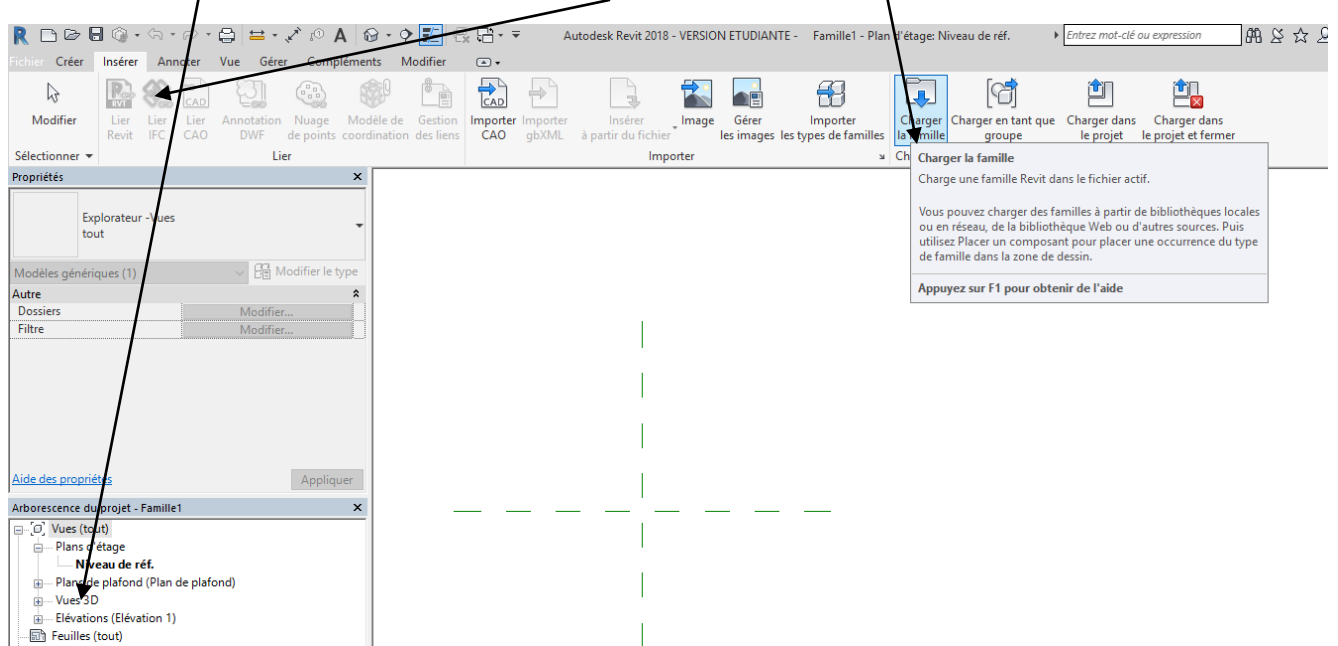 Autodesk Revit 2018 - VERSION ETUDIANTE - Famille1 - Plan d'étage: Niveau de réf.
Entrez mot-clé ou expression
Fichier Créer Insérer Annoter Vue Gérer Compléments Modifier
Modifier
Lier Revit
Lier IFC
Lier CAO
Annotation DWF
Nuage de points
Modèle de coordination
Gestion des liens
Importer CAO
Importer gbXML
Insérer à partir du fichier
Image
Gérer les images
Importer les types de familles
Charger la famille
Charger en tant que groupe
Charger dans le projet
Charger dans le projet et fermer
Sélectionner
Lier
Importer
Ch
Charger la famille
Charge une famille Revit dans le fichier actif.
Vous pouvez charger des familles à partir de bibliothèques locales
ou en réseau, de la bibliothèque Web ou d'autres sources. Puis
utilisez Placer un composant pour placer une occurrence du type
de famille dans la zone de dessin.
Appuyez sur F1 pour obtenir de l'aide
Propriétés
Explorateur -Vues
tout
Modèles génériques (1)
Modifier le type
Autre
Dossiers Modifier...
Filtre Modifier...
Aide des propriétés
Appliquer
Arborescence du projet - Famille1
Vues (tout)
Plans d'étage
Niveau de réf.
Plans de plafond (Plan de plafond)
Vues 3D
Elévations (Elévation 1)
Feuilles (tout)